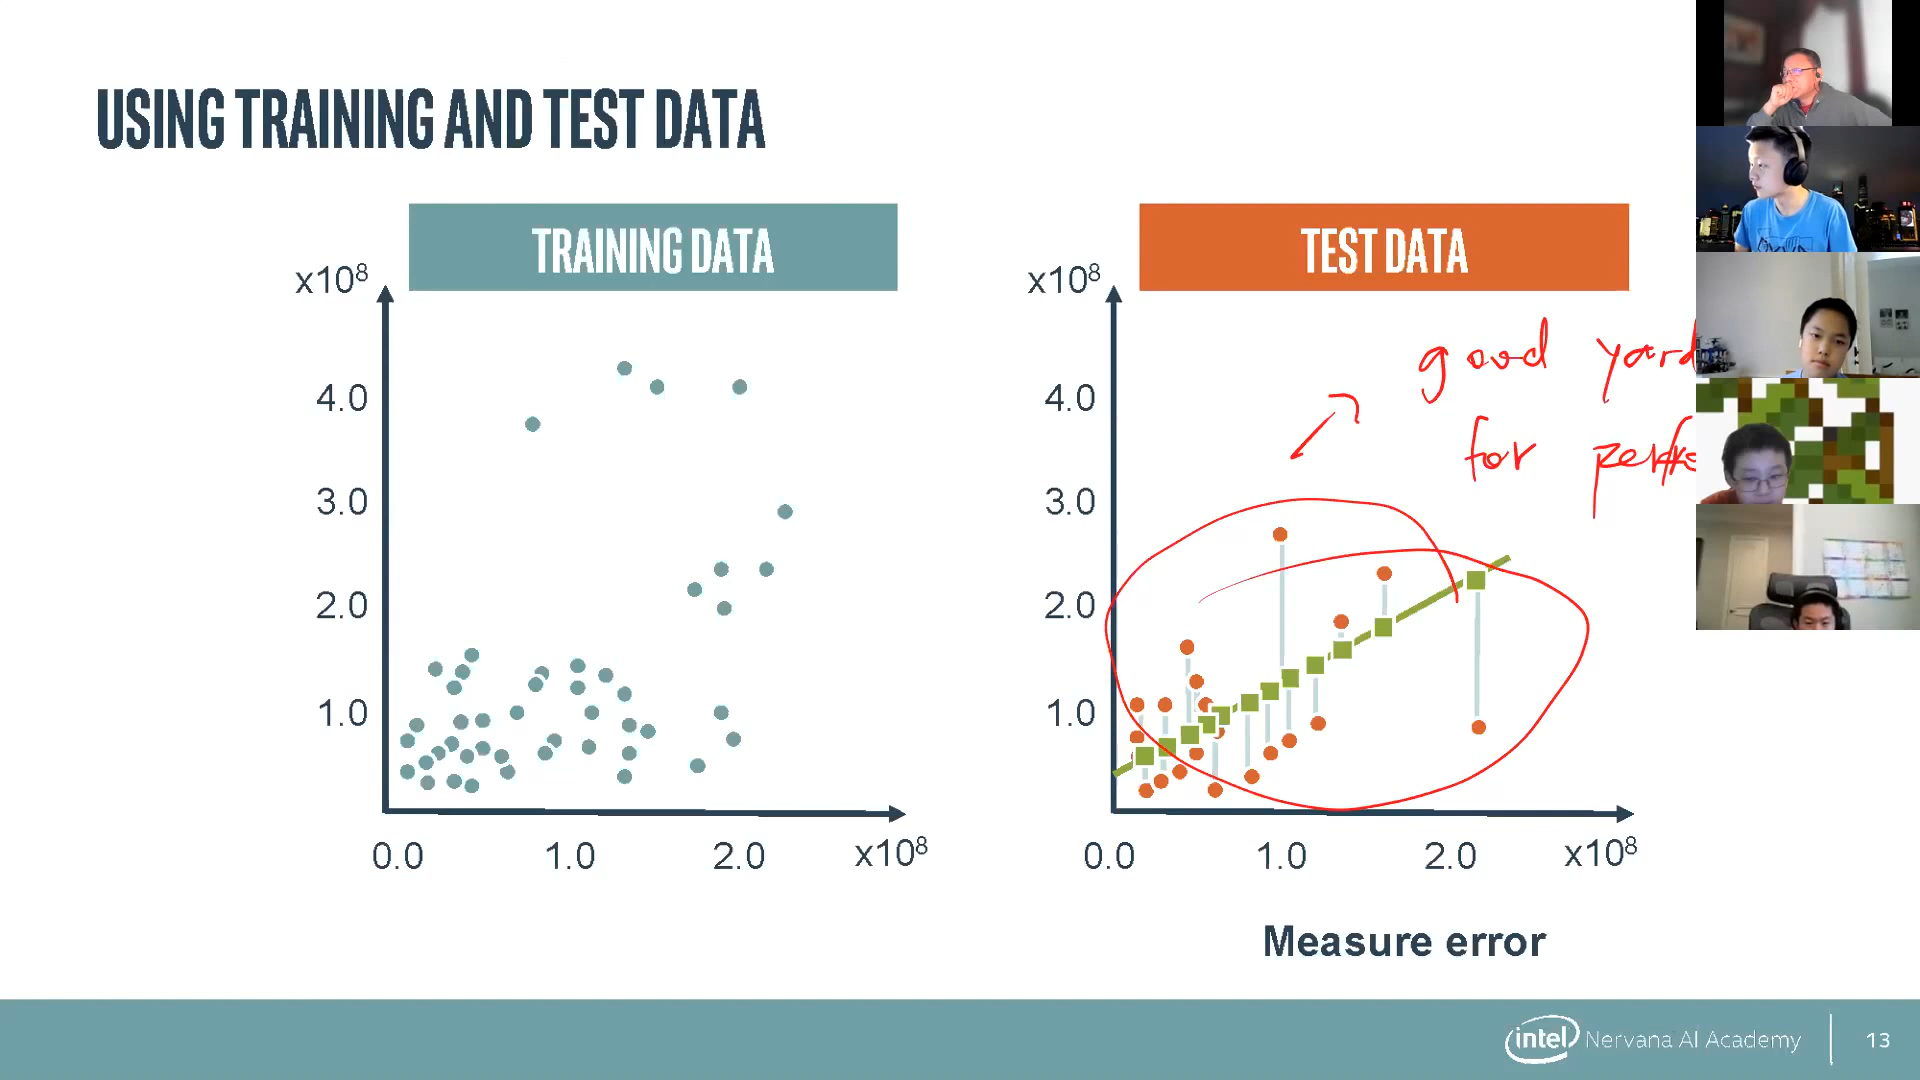 USING TRAINING AND TEST DATA
TRAINING DATA
x10⁸
4.0
3.0
2.0
1.0
0.0 1.0 2.0 x10⁸
TEST DATA
x10⁸
good yard
for perf
4.0
3.0
2.0
1.0
0.0 1.0 2.0 x10⁸
Measure error
intel Nervana AI Academy 13